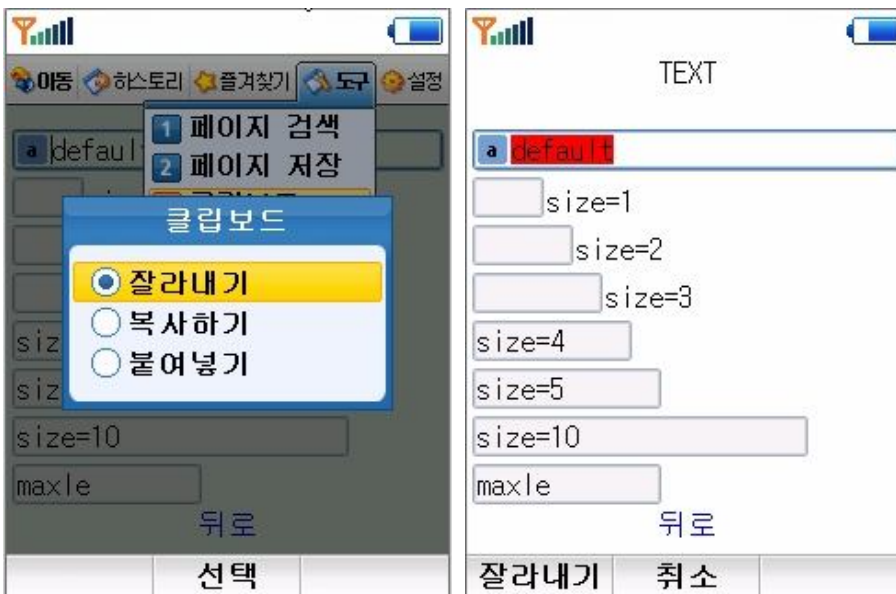 이동 히스토리 즐겨찾기 도구 설정
1 페이지 검색
a defaul
2 페이지 저장
클립보드
잘라내기
복사하기
붙여넣기
siz
siz
size=10
maxle
뒤로
선택
TEXT
a default
size=1
size=2
size=3
size=4
size=5
size=10
maxle
뒤로
잘라내기 취소